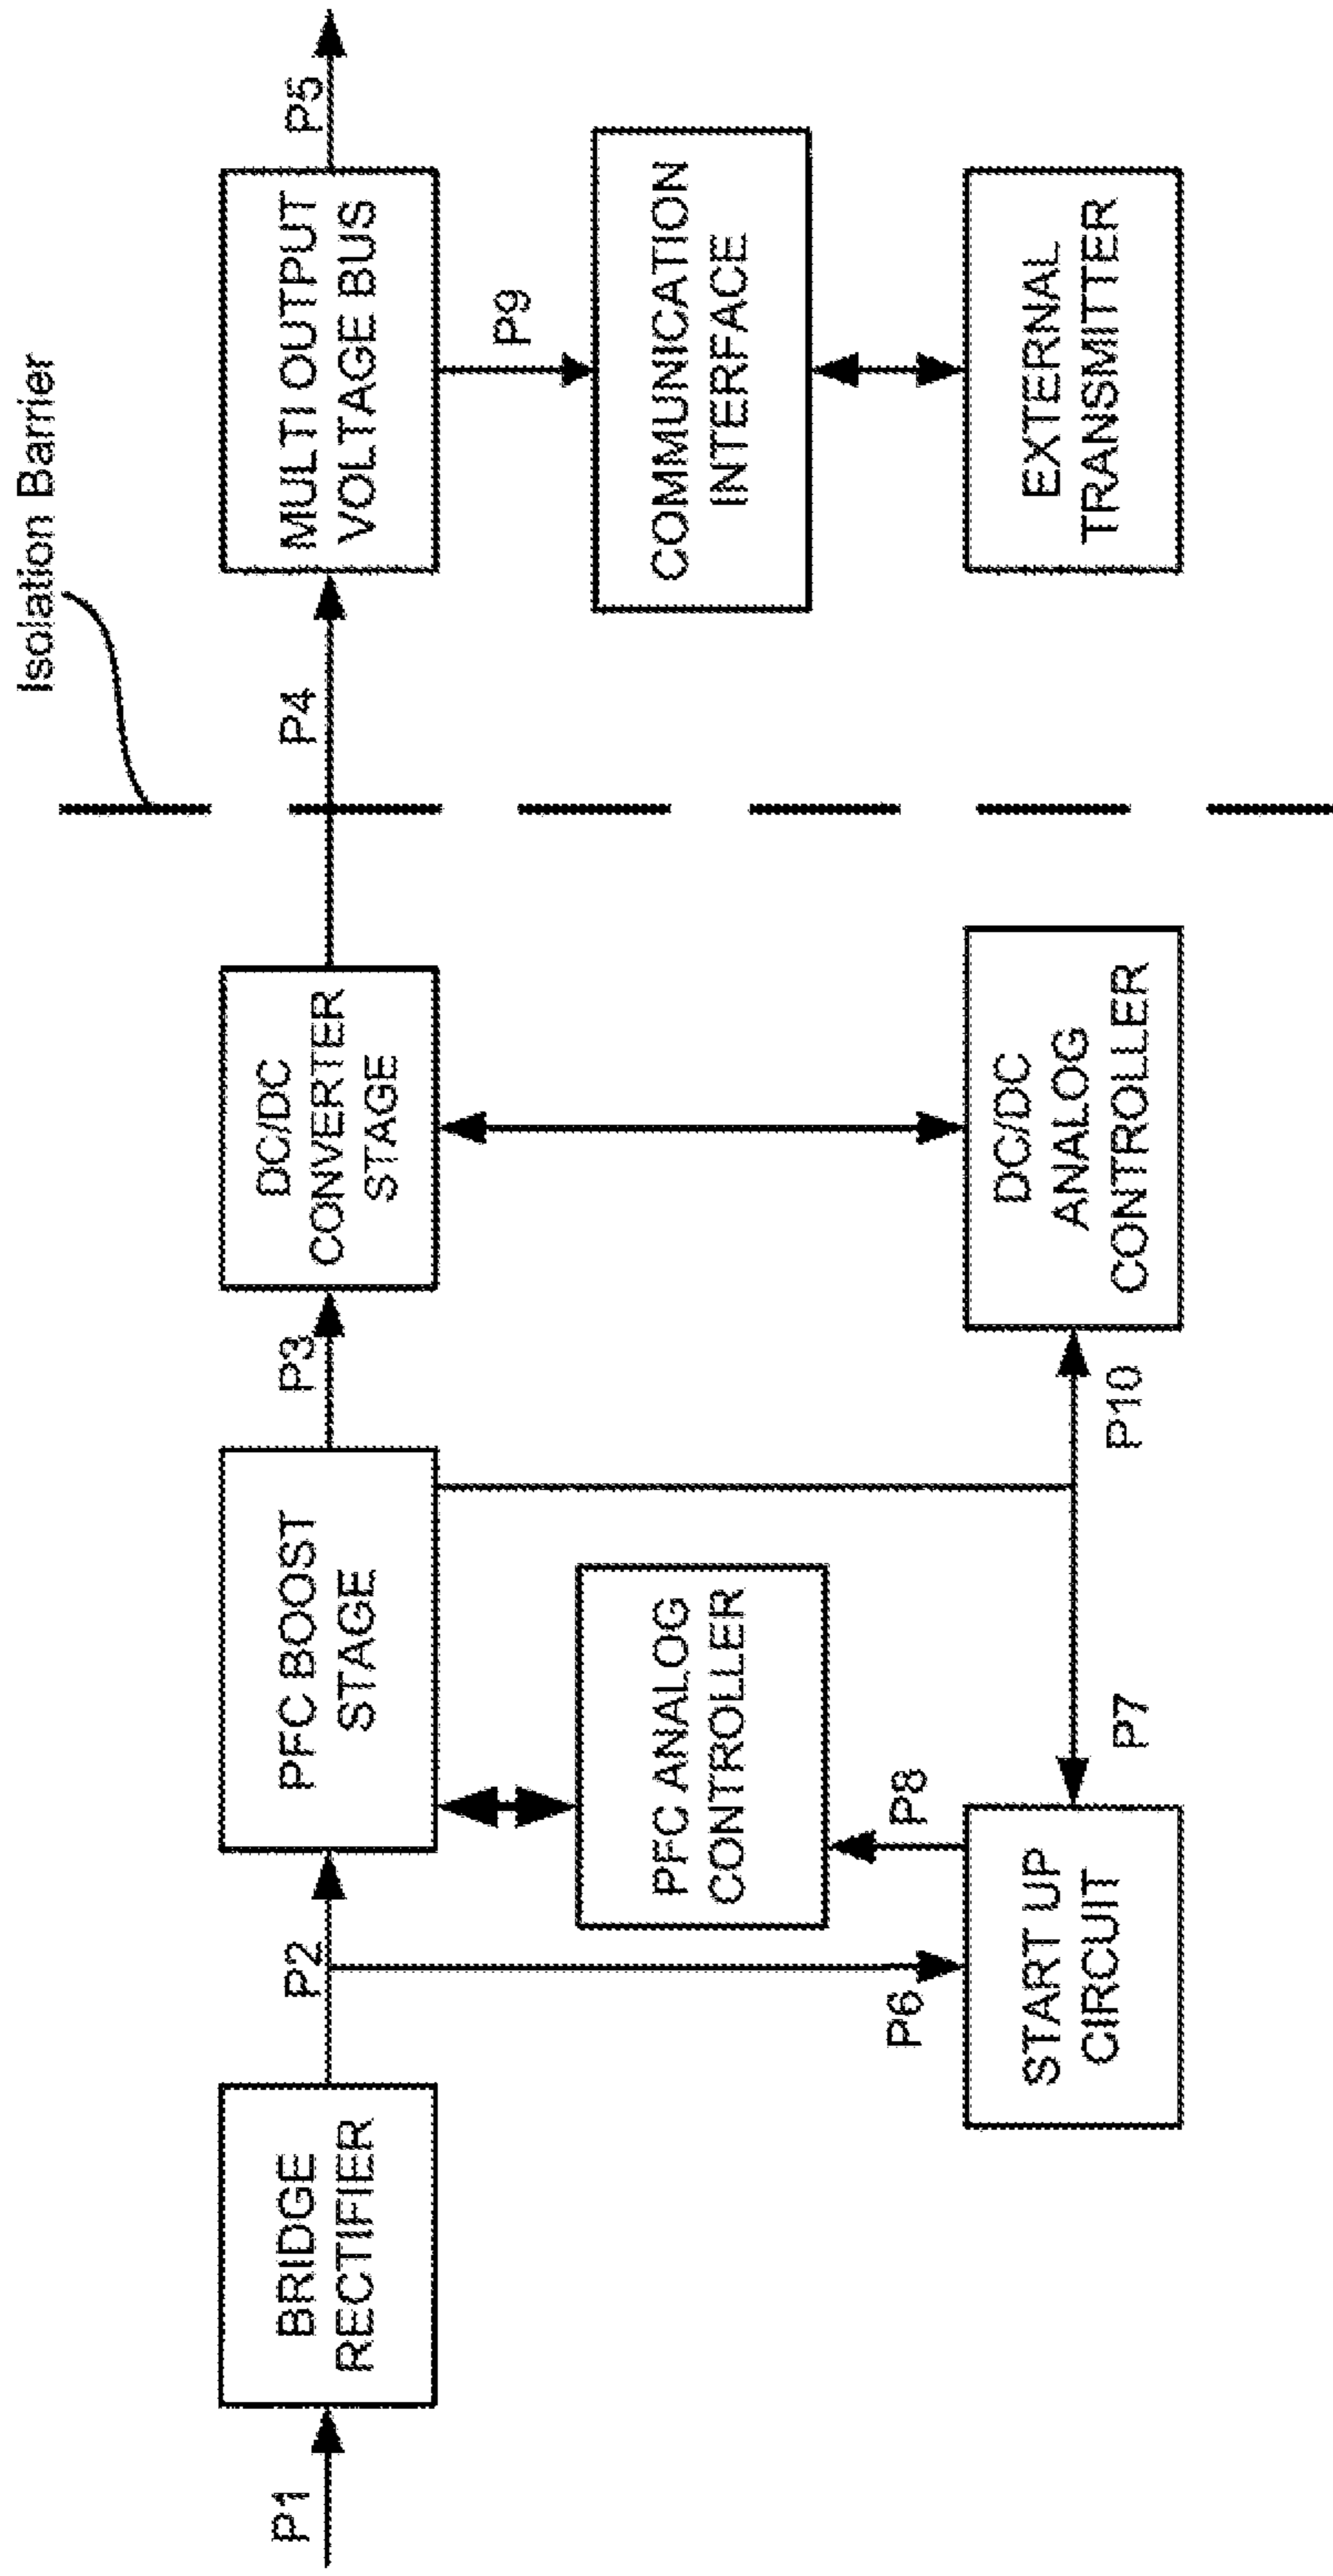 Isolation Barrier
P1
BRIDGE
RECTIFIER
P2
PFC BOOST
STAGE
P3
DC/DC
CONVERTER
STAGE
P4
MULTI OUTPUT
VOLTAGE BUS
P5
P9
PFC ANALOG
CONTROLLER
COMMUNICATION
INTERFACE
P6
P8
START UP
CIRCUIT
P7
P10
DC/DC
ANALOG
CONTROLLER
EXTERNAL
TRANSMITTER